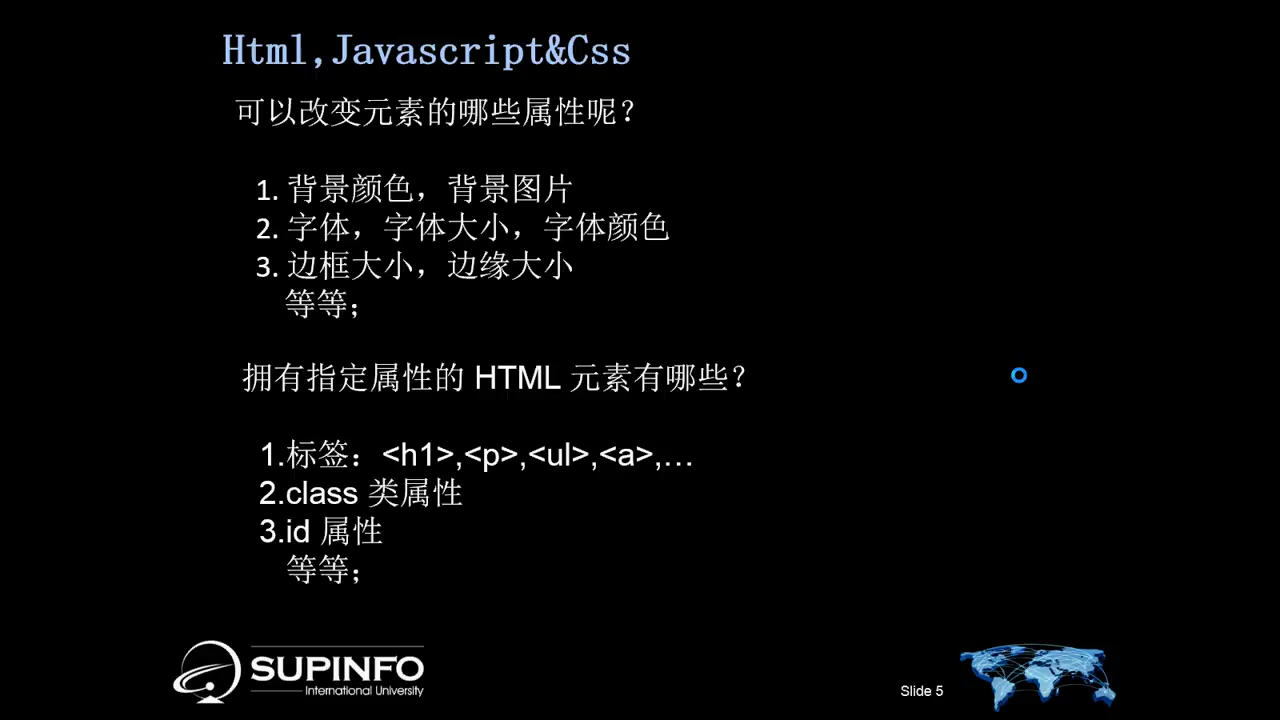 Html,Javascript&Css
可以改变元素的哪些属性呢？
1. 背景颜色，背景图片
2. 字体，字体大小，字体颜色
3. 边框大小，边缘大小
等等；
拥有指定属性的 HTML 元素有哪些？
1.标签：<h1>,<p>,<ul>,<a>,…
2.class 类属性
3.id 属性
等等；
SUPINFO
International University
Slide 5